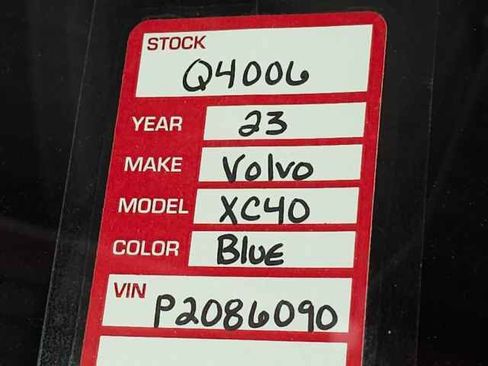 STOCK
Q4006
YEAR 23
MAKE Volvo
MODEL XC40
COLOR Blue
VIN P2086090